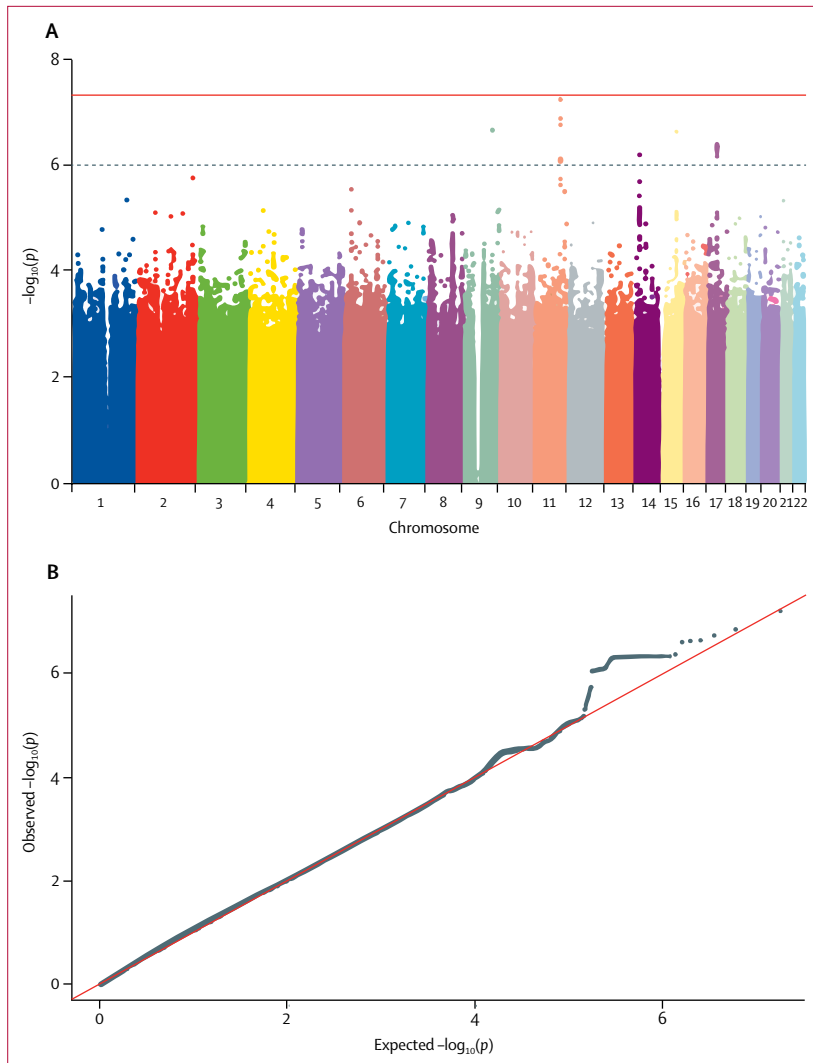 A
8
6
4
2
0
–log₁₀(p)
1 2 3 4 5 6 7 8 9 10 11 12 13 14 15 16 17 18 19 20 21 22
Chromosome
B
6
4
2
0
Observed –log₁₀(p)
0 2 4 6
Expected –log₁₀(p)